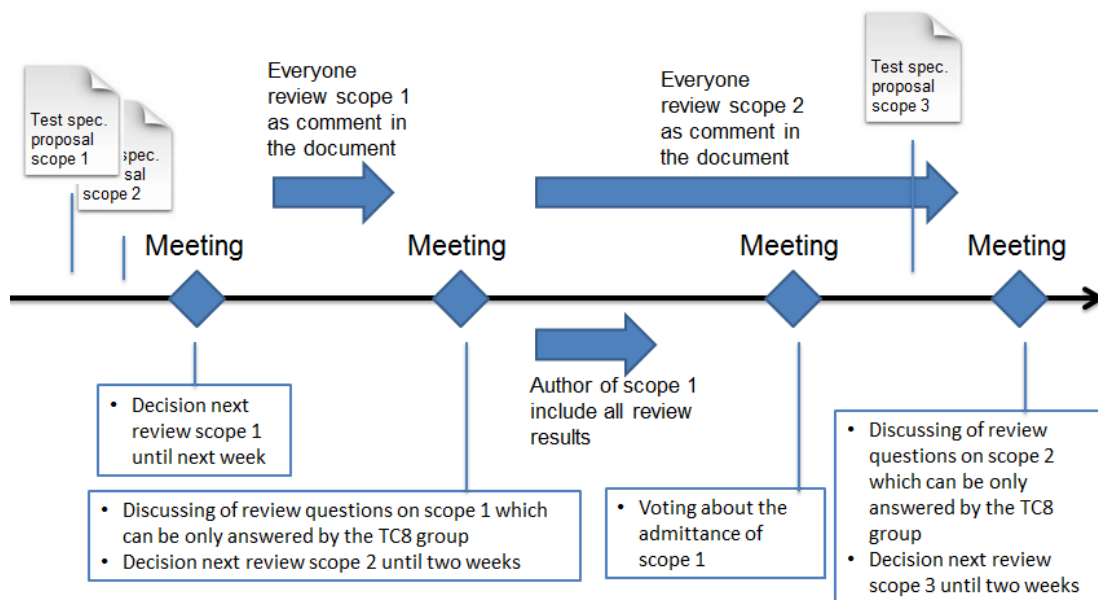 Test spec.
proposal
scope 1
spec.
sal
scope 2
Everyone
review scope 1
as comment in
the document
Everyone
review scope 2
as comment in
the document
Test spec.
proposal
scope 3
Meeting
Meeting
Meeting
Meeting
• Decision next
review scope 1
until next week
• Discussing of review questions on scope 1 which
can be only answered by the TC8 group
• Decision next review scope 2 until two weeks
Author of scope 1
include all review
results
• Voting about the
admittance of
scope 1
• Discussing of review
questions on scope 2
which can be only
answered by the TC8
group
• Decision next review
scope 3 until two weeks